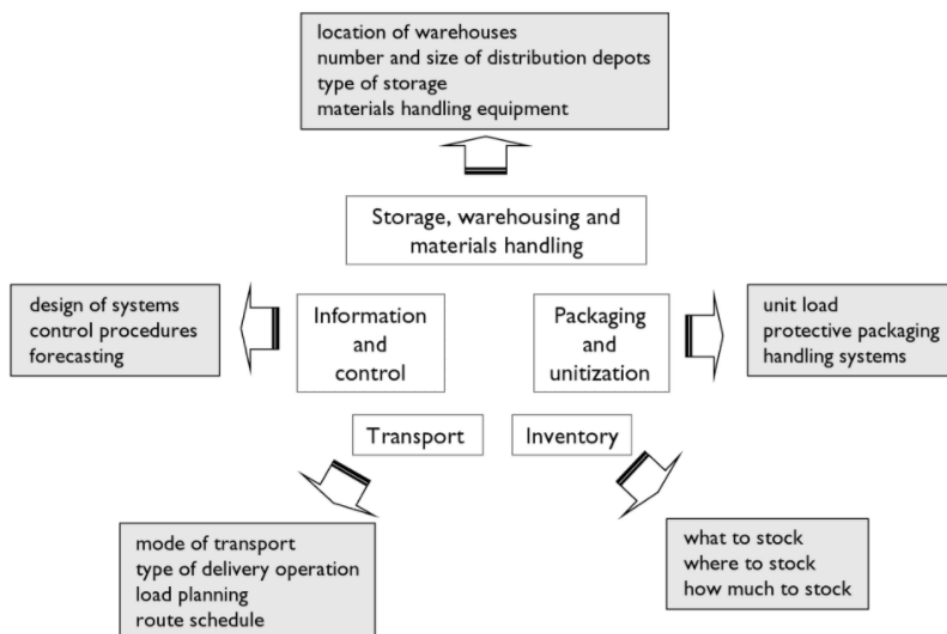 location of warehouses
number and size of distribution depots
type of storage
materials handling equipment
Storage, warehousing and
materials handling
design of systems
control procedures
forecasting
Information
and
control
Packaging
and
unitization
unit load
protective packaging
handling systems
Transport
Inventory
mode of transport
type of delivery operation
load planning
route schedule
what to stock
where to stock
how much to stock